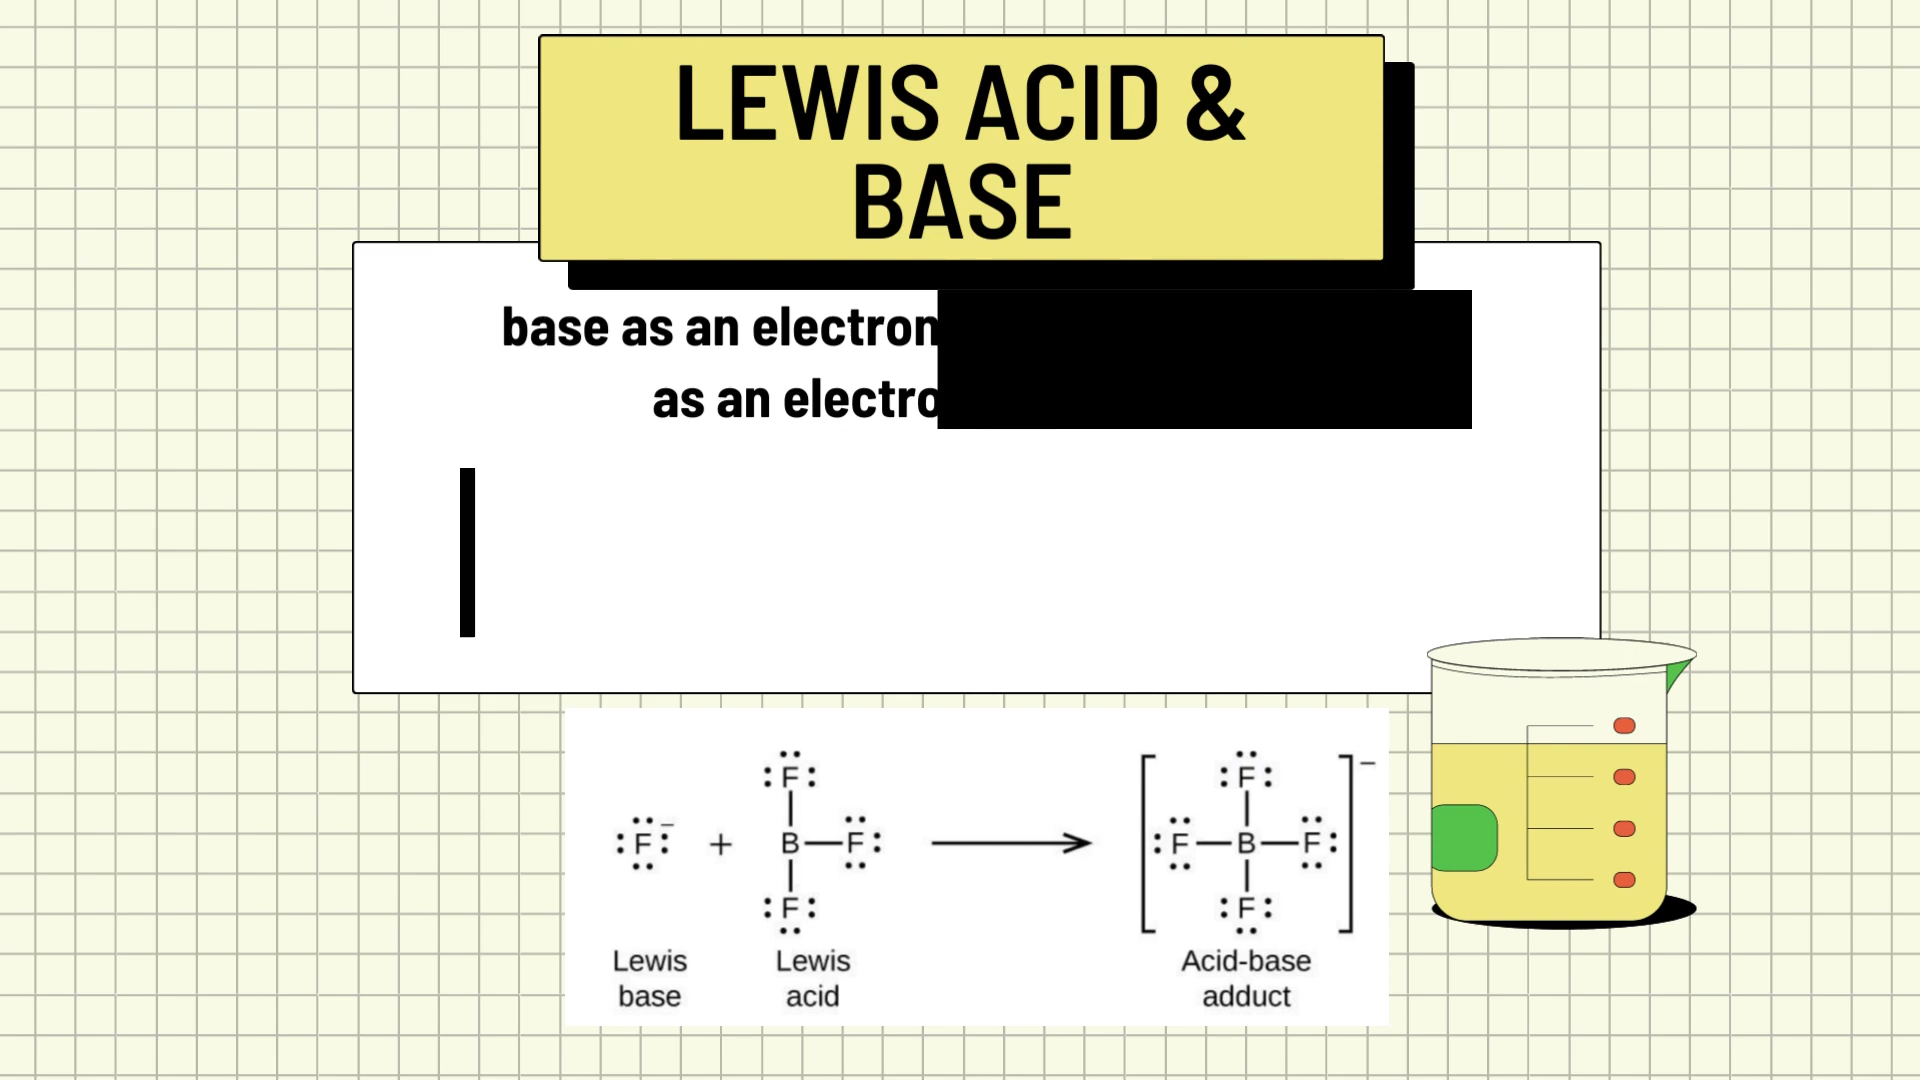 LEWIS ACID &
BASE
base as an electron
as an electro
F
F
F − + B F B F −
F F
Lewis Lewis Acid-base
base acid adduct